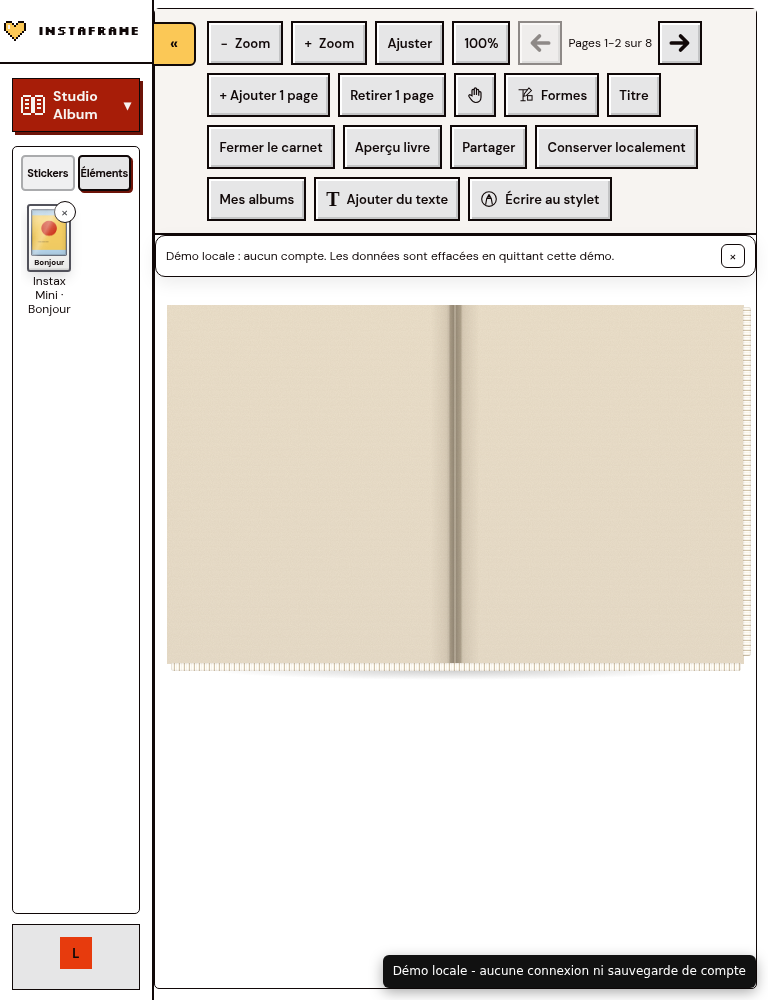 INSTAFRAME
Studio
Album
▼
Stickers
Éléments
×
Bonjour
Instax
Mini ·
Bonjour
L
«
- Zoom
+ Zoom
Ajuster
100%
Pages 1-2 sur 8
+ Ajouter 1 page
Retirer 1 page
Formes
Titre
Fermer le carnet
Aperçu livre
Partager
Conserver localement
Mes albums
T Ajouter du texte
Écrire au stylet
Démo locale : aucun compte. Les données sont effacées en quittant cette démo.
×
Démo locale - aucune connexion ni sauvegarde de compte